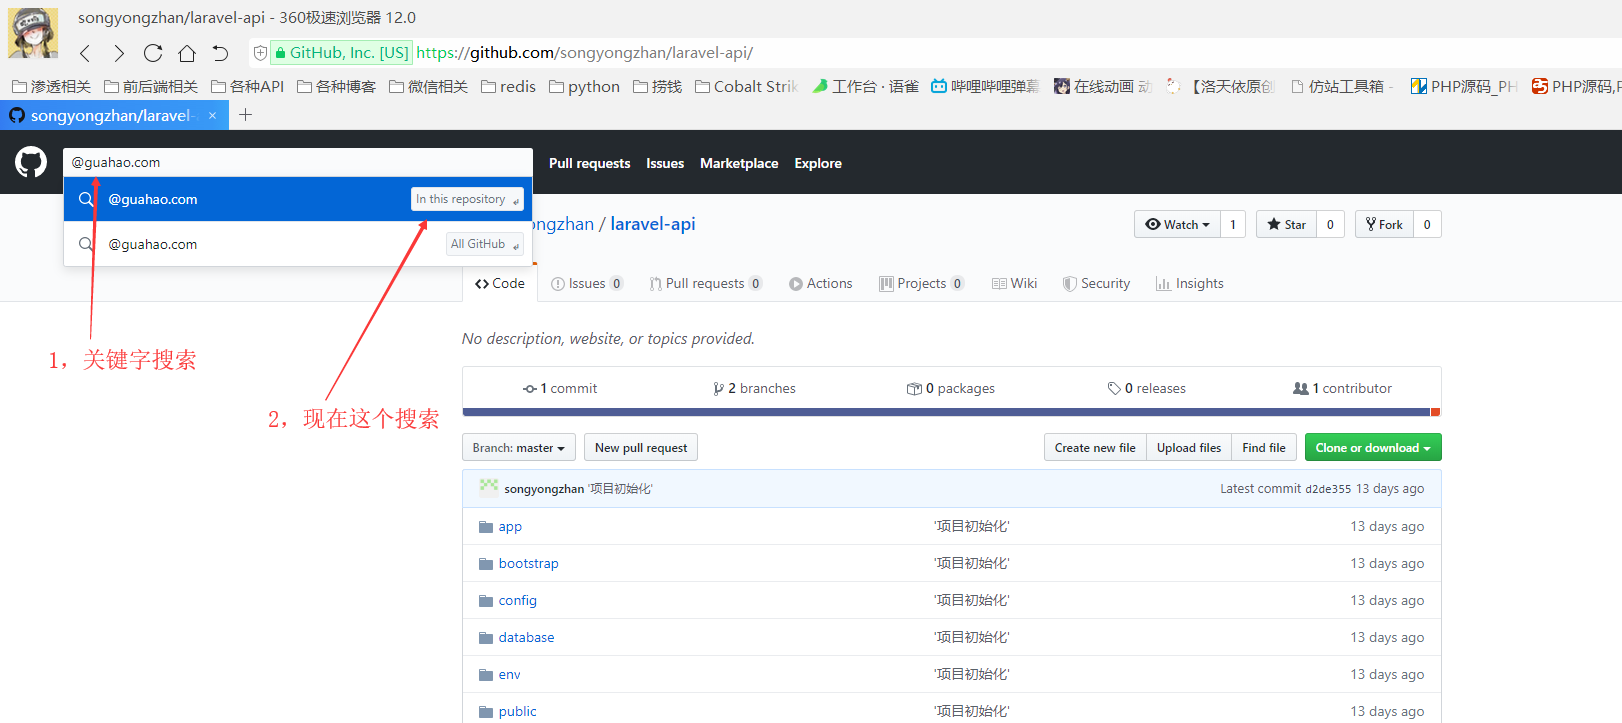 songyongzhan/laravel-api - 360极速浏览器 12.0
GitHub, Inc. [US] https://github.com/songyongzhan/laravel-api/
渗透相关 前后端相关 各种API 各种博客 微信相关 redis python 捞钱 Cobalt Strik 工作台 · 语雀 哔哩哔哩弹幕 在线动画 动 【洛天依原创 仿站工具箱 - PHP源码_PH PHP源码,P
songyongzhan/laravel- × +
@guahao.com
Pull requests Issues Marketplace Explore
@guahao.com In this repository
@guahao.com All GitHub
ongzhan / laravel-api
Watch 1 Star 0 Fork 0
Code Issues 0 Pull requests 0 Actions Projects 0 Wiki Security Insights
No description, website, or topics provided.
1，关键字搜索
2，现在这个搜索
1 commit 2 branches 0 packages 0 releases 1 contributor
Branch: master New pull request Create new file Upload files Find file Clone or download
songyongzhan '项目初始化' Latest commit d2de355 13 days ago
app '项目初始化' 13 days ago
bootstrap '项目初始化' 13 days ago
config '项目初始化' 13 days ago
database '项目初始化' 13 days ago
env '项目初始化' 13 days ago
public '项目初始化' 13 days ago